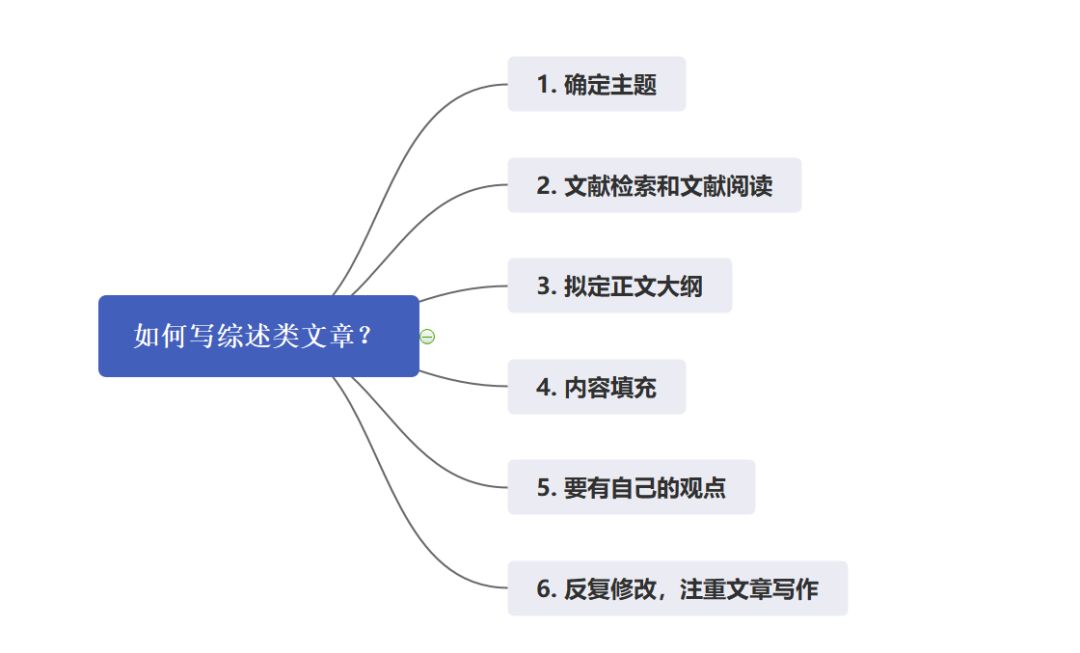 如何写综述类文章？
1. 确定主题
2. 文献检索和文献阅读
3. 拟定正文大纲
4. 内容填充
5. 要有自己的观点
6. 反复修改，注重文章写作